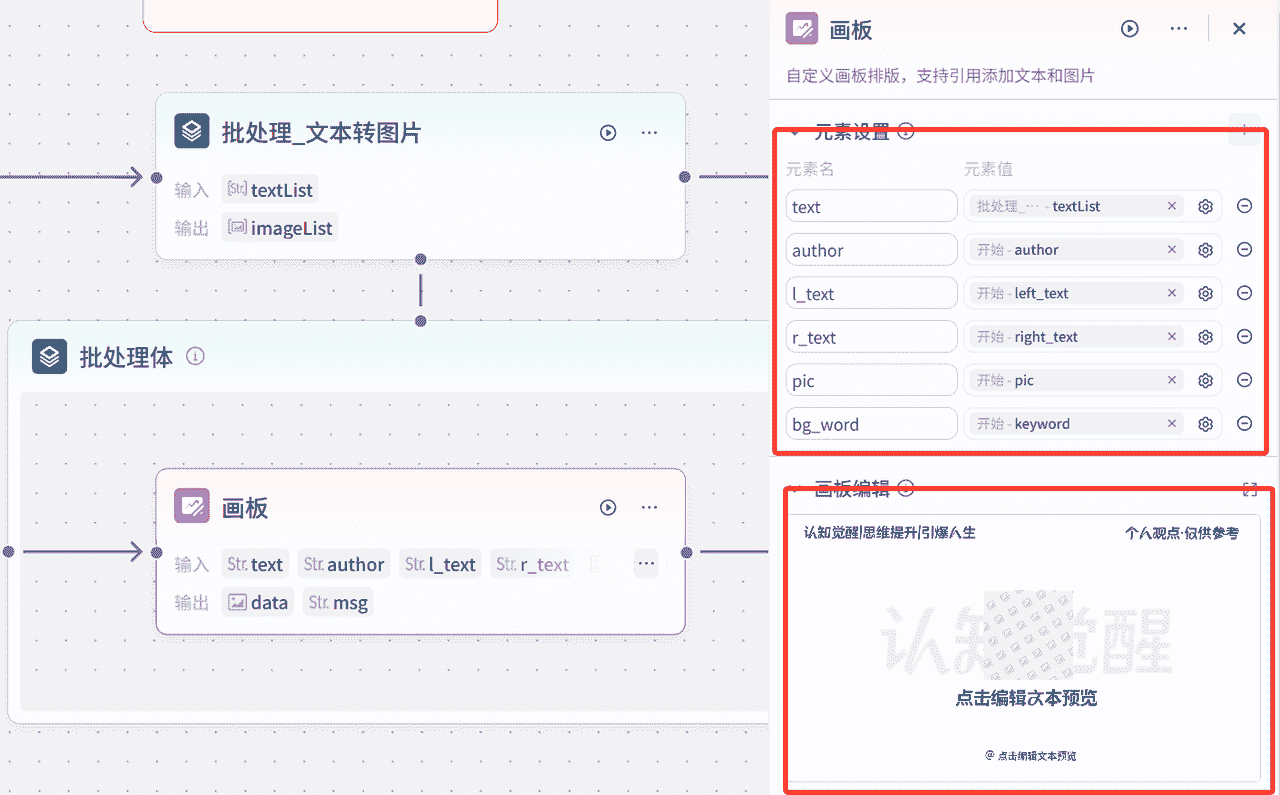 批处理_文本转图片
输入 [Str] textList
输出 imageList
批处理体
画板
输入 Str. text Str. author Str. l_text Str. r_text
输出 data Str. msg
画板
自定义画板排版，支持引用添加文本和图片
元素设置
元素名 元素值
text 批处理_… - textList
author 开始 - author
l_text 开始 - left_text
r_text 开始 - right_text
pic 开始 - pic
bg_word 开始 - keyword
画板编辑
认知觉醒|思维提升|引爆人生 个人观点·仅供参考
认知觉醒
点击编辑文本预览
@ 点击编辑文本预览